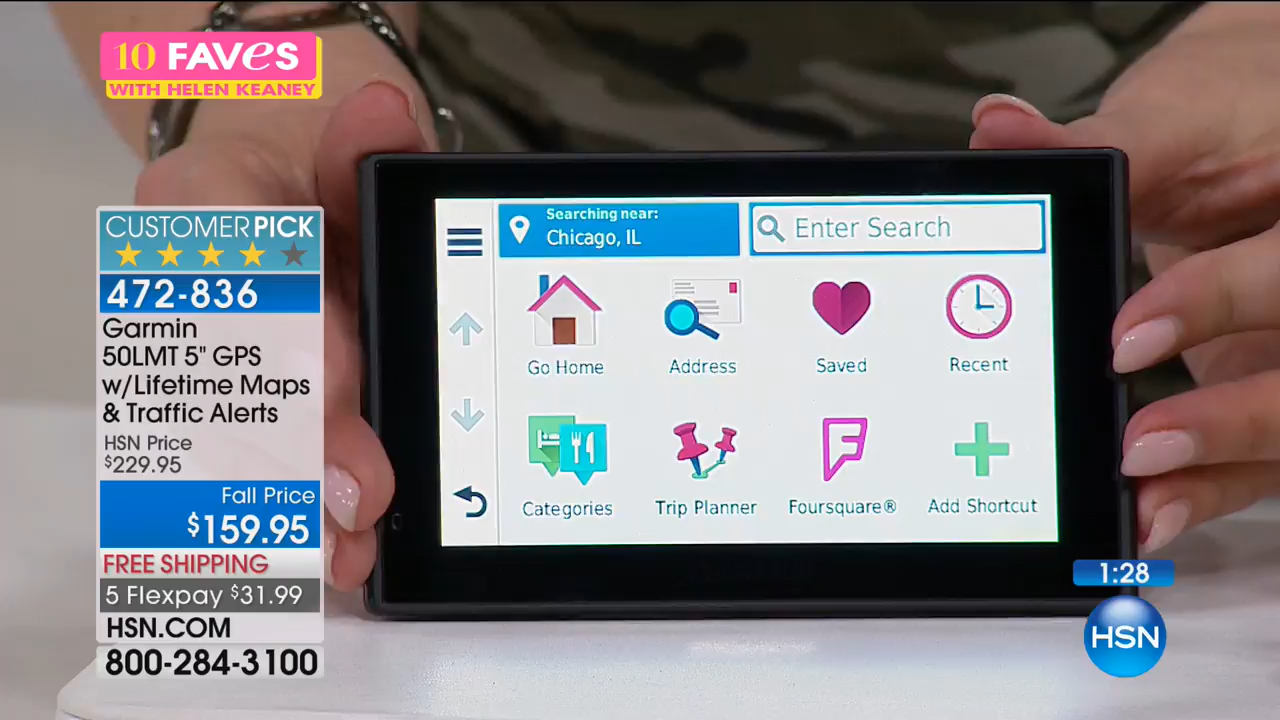 10 FAVES
WITH HELEN KEANEY
CUSTOMER PICK
472-836
Garmin
50LMT 5" GPS
w/Lifetime Maps
& Traffic Alerts
HSN Price
$229.95
Fall Price
$159.95
FREE SHIPPING
5 Flexpay $31.99
HSN.COM
800-284-3100
Searching near:
Chicago, IL
Enter Search
Go Home
Address
Saved
Recent
Categories
Trip Planner
Foursquare®
Add Shortcut
1:28
HSN